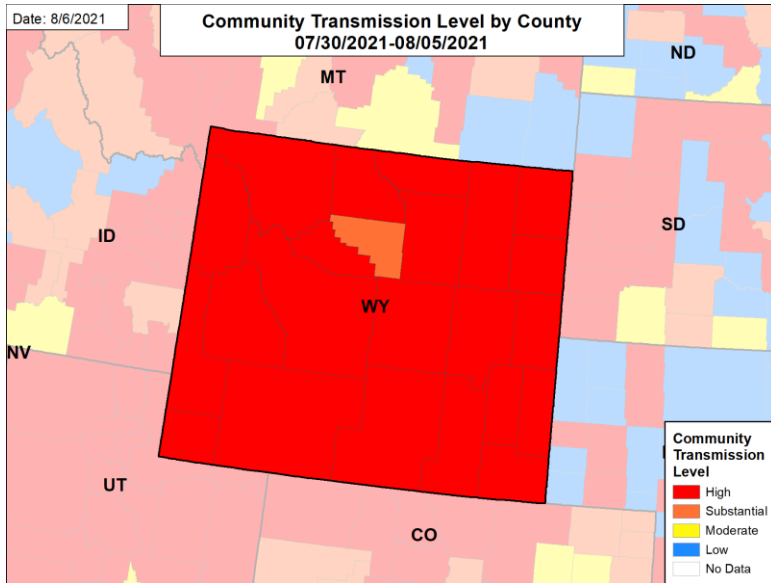 Date: 8/6/2021
Community Transmission Level by County
07/30/2021-08/05/2021
MT
ND
ID
SD
WY
NV
UT
CO
Community
Transmission
Level
High
Substantial
Moderate
Low
No Data